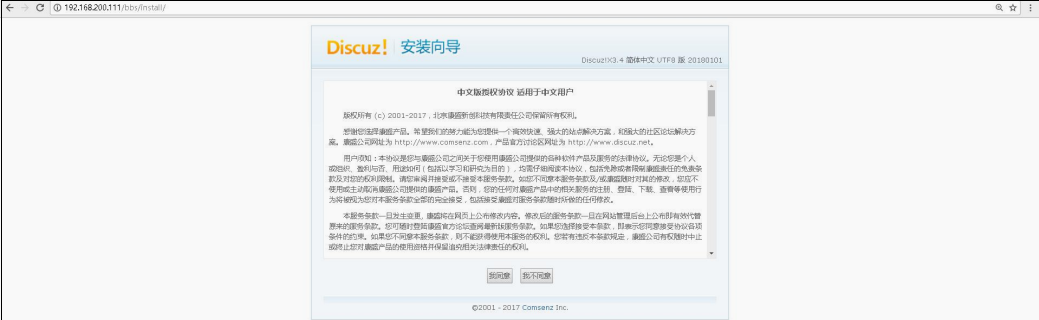 192.168.200.111/bbs/install/
Discuz! 安装向导
Discuz!X3.4 简体中文 UTF8 版 20180101
中文版授权协议 适用于中文用户
版权所有 (c) 2001-2017，北京康盛新创科技有限责任公司保留所有权利。
感谢您选择康盛产品。希望我们的努力能为您提供一个高效快速、强大的站点解决方案，和强大的社区论坛解决方
案。康盛公司网址为 http://www.comsenz.com，产品官方讨论区网址为 http://www.discuz.net。
用户须知：本协议是您与康盛公司之间关于您使用康盛公司提供的各种软件产品及服务的法律协议。无论您是个人
或组织、盈利与否、用途如何（包括以学习和研究为目的），均需仔细阅读本协议，包括免除或者限制康盛责任的免责条
款及对您的权利限制。请您审阅并接受或不接受本服务条款。如您不同意本服务条款及/或康盛随时对其的修改，您应不
使用或主动取消康盛公司提供的康盛产品。否则，您的任何对康盛产品中的相关服务的注册、登陆、下载、查看等使用行
为将被视为您对本服务条款全部的完全接受，包括接受康盛对服务条款随时所做的任何修改。
本服务条款一旦发生变更, 康盛将在网页上公布修改内容。修改后的服务条款一旦在网站管理后台上公布即有效代替
原来的服务条款。您可随时登陆康盛官方论坛查阅最新版服务条款。如果您选择接受本条款，即表示您同意接受协议各项
条件的约束。如果您不同意本服务条款，则不能获得使用本服务的权利。您若有违反本条款规定，康盛公司有权随时中止
或终止您对康盛产品的使用资格并保留追究相关法律责任的权利。
我同意 我不同意
©2001 - 2017 Comsenz Inc.